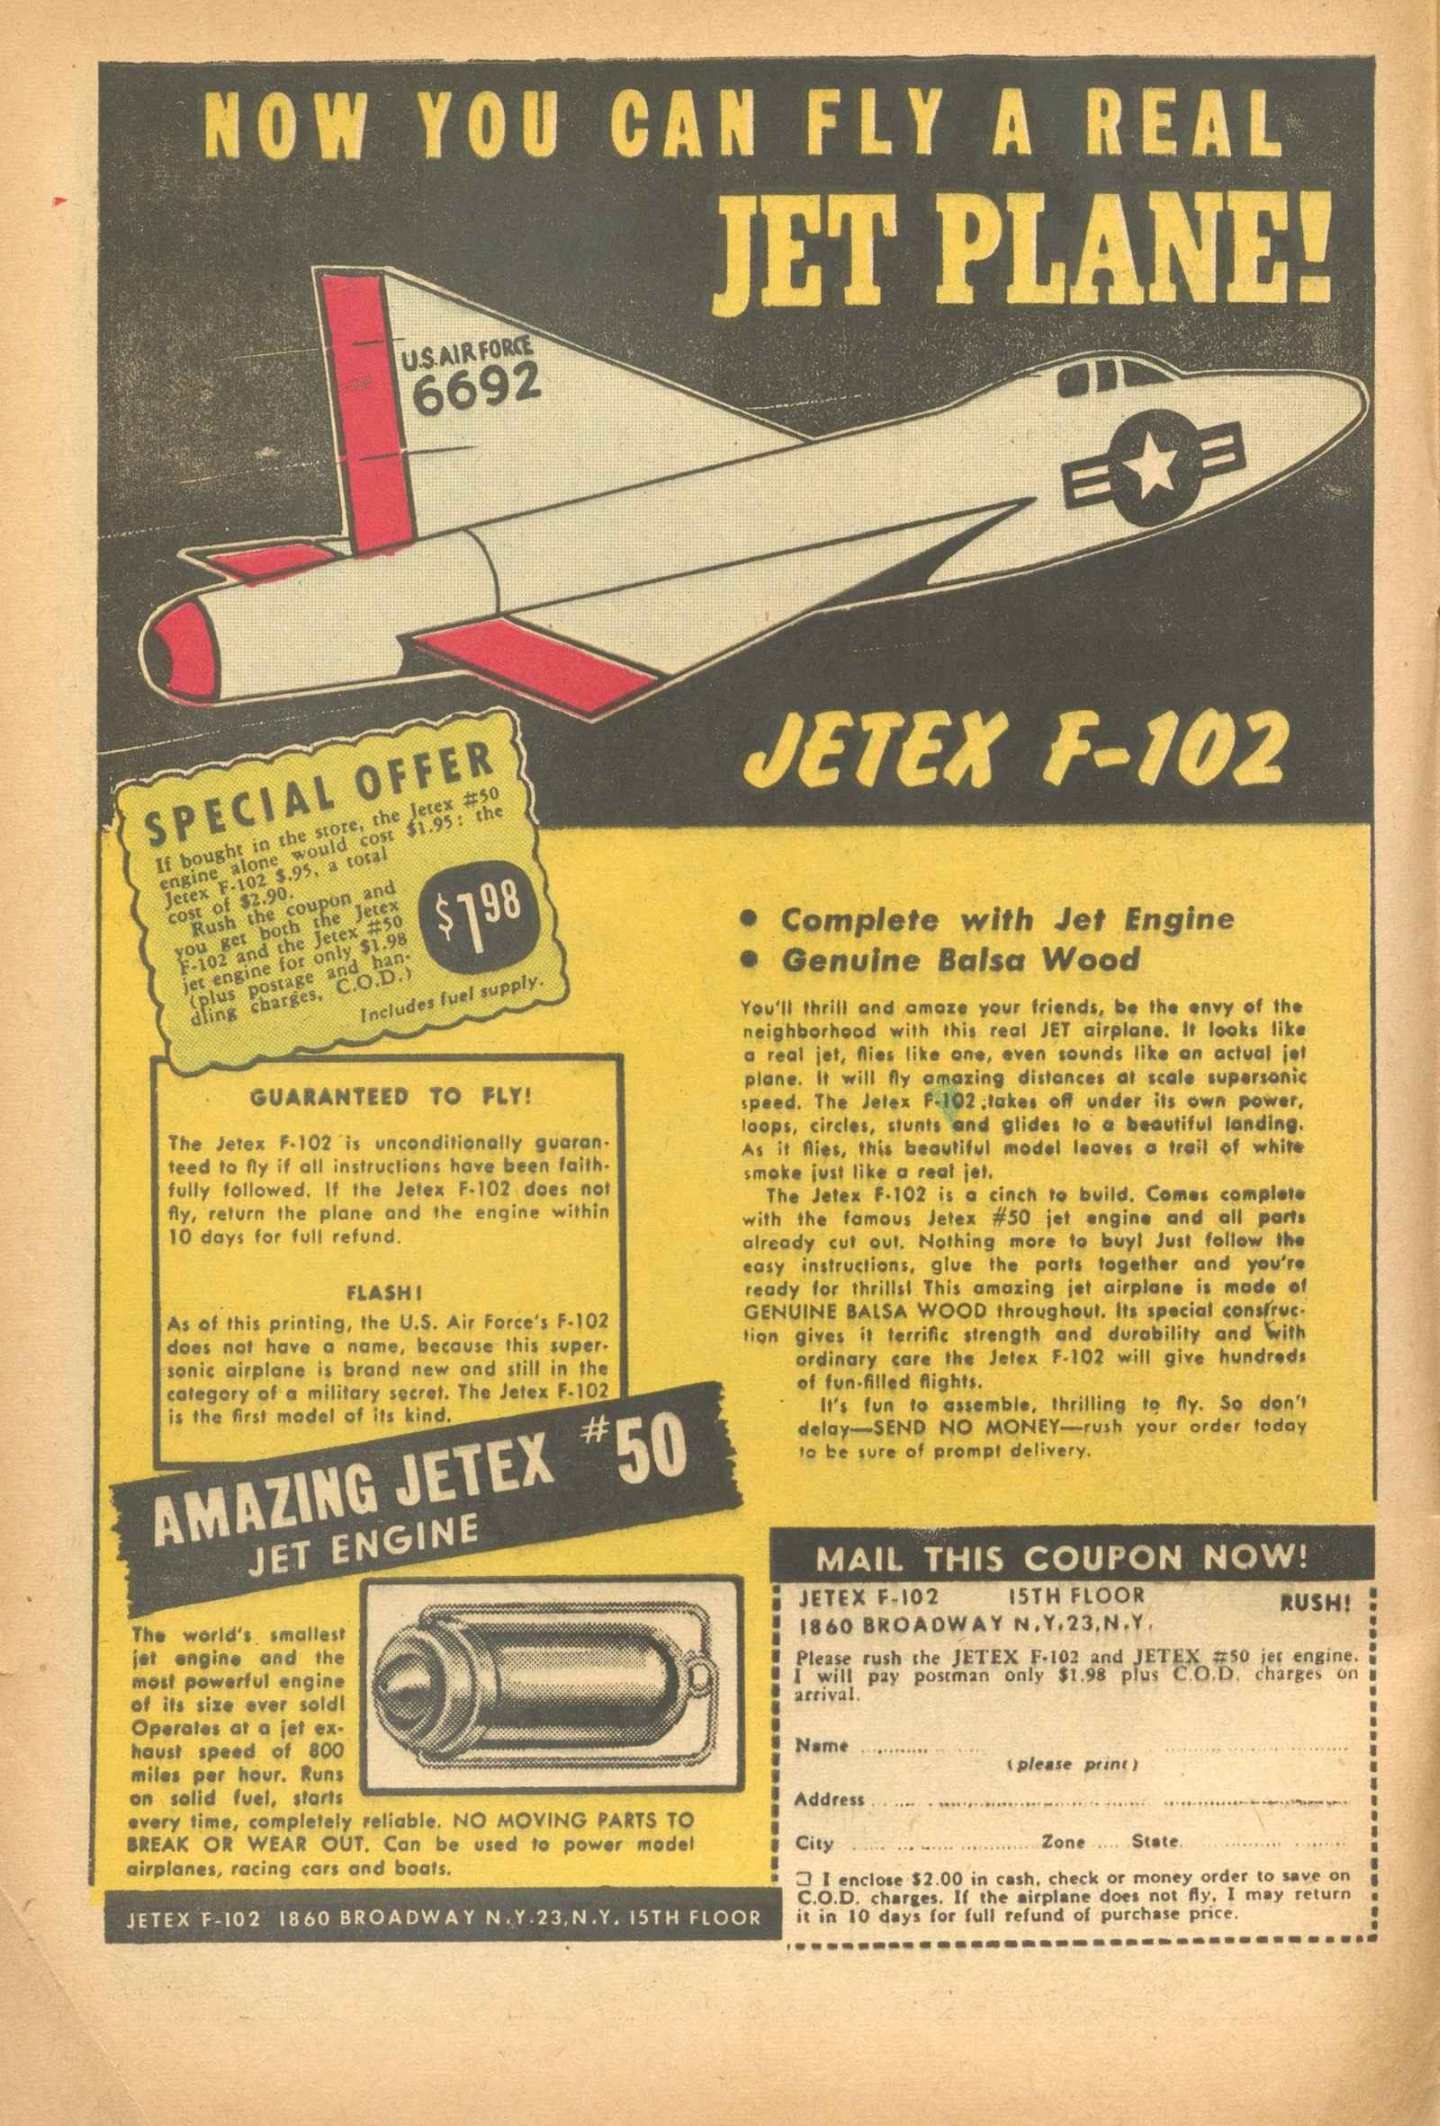 NOW YOU CAN FLY A REAL
JET PLANE!
U.S. AIR FORCE
6692
JETEX F-102
SPECIAL OFFER
If bought in the store, the Jetex #50
engine alone would cost $1.95: the
Jetex F-102 $.95, a total
cost of $2.90.
Rush the coupon and
you get both the Jetex
F-102 and the Jetex #50
jet engine for only $1.98
(plus postage and han-
dling charges, C.O.D.)
$1.98
Includes fuel supply.
GUARANTEED TO FLY!
The Jetex F-102 is unconditionally guaran-
teed to fly if all instructions have been faith-
fully followed. If the Jetex F-102 does not
fly, return the plane and the engine within
10 days for full refund.
FLASH!
As of this printing, the U.S. Air Force's F-102
does not have a name, because this super-
sonic airplane is brand new and still in the
category of a military secret. The Jetex F-102
is the first model of its kind.
AMAZING JETEX #50
JET ENGINE
The world's smallest
jet engine and the
most powerful engine
of its size ever sold!
Operates at a jet ex-
haust speed of 800
miles per hour. Runs
on solid fuel, starts
every time, completely reliable. NO MOVING PARTS TO
BREAK OR WEAR OUT. Can be used to power model
airplanes, racing cars and boats.
JETEX F-102 1860 BROADWAY N.Y.23,N.Y. 15TH FLOOR
• Complete with Jet Engine
• Genuine Balsa Wood
You'll thrill and amaze your friends, be the envy of the
neighborhood with this real JET airplane. It looks like
a real jet, flies like one, even sounds like an actual jet
plane. It will fly amazing distances at scale supersonic
speed. The Jetex F-102 takes off under its own power,
loops, circles, stunts and glides to a beautiful landing.
As it flies, this beautiful model leaves a trail of white
smoke just like a real jet.
The Jetex F-102 is a cinch to build. Comes complete
with the famous Jetex #50 jet engine and all parts
already cut out. Nothing more to buy! Just follow the
easy instructions, glue the parts together and you're
ready for thrills! This amazing jet airplane is made of
GENUINE BALSA WOOD throughout. Its special construc-
tion gives it terrific strength and durability and with
ordinary care the Jetex F-102 will give hundreds
of fun-filled flights.
It's fun to assemble, thrilling to fly. So don't
delay—SEND NO MONEY—rush your order today
to be sure of prompt delivery.
MAIL THIS COUPON NOW!
JETEX F-102 15TH FLOOR RUSH!
1860 BROADWAY N.Y.23,N.Y.
Please rush the JETEX F-102 and JETEX #50 jet engine.
I will pay postman only $1.98 plus C.O.D. charges on
arrival.
Name
(please print)
Address
City Zone State
I enclose $2.00 in cash, check or money order to save on
C.O.D. charges. If the airplane does not fly, I may return
it in 10 days for full refund of purchase price.